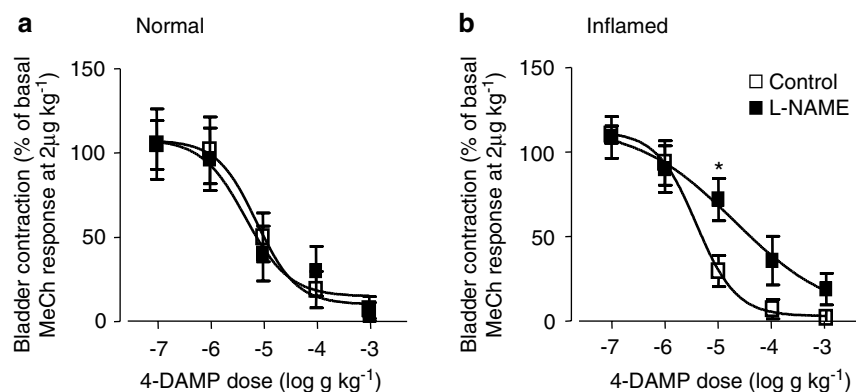 a Normal
Bladder contraction (% of basal
MeCh response at 2μg kg⁻¹)
150
100
50
0
-7 -6 -5 -4 -3
4-DAMP dose (log g kg⁻¹)
b Inflamed
Bladder contraction (% of basal
MeCh response at 2μg kg⁻¹)
150
100
50
0
Control
L-NAME
*
-7 -6 -5 -4 -3
4-DAMP dose (log g kg⁻¹)